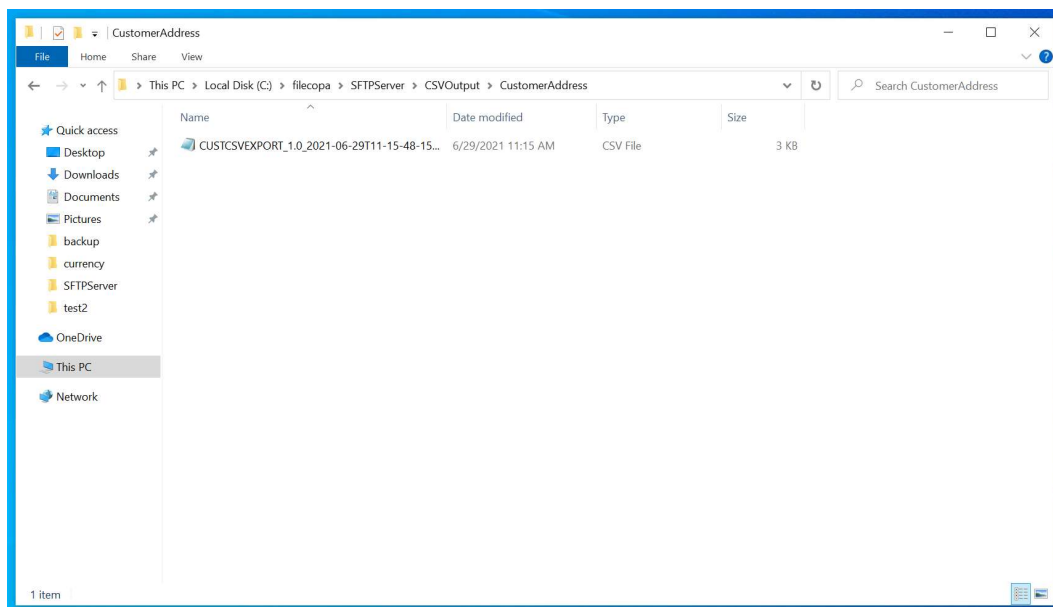 CustomerAddress
File Home Share View
This PC > Local Disk (C:) > filecopa > SFTPServer > CSVOutput > CustomerAddress
Search CustomerAddress
Name Date modified Type Size
CUSTCSVEXPORT_1.0_2021-06-29T11-15-48-15... 6/29/2021 11:15 AM CSV File 3 KB
Quick access
Desktop
Downloads
Documents
Pictures
backup
currency
SFTPServer
test2
OneDrive
This PC
Network
1 item